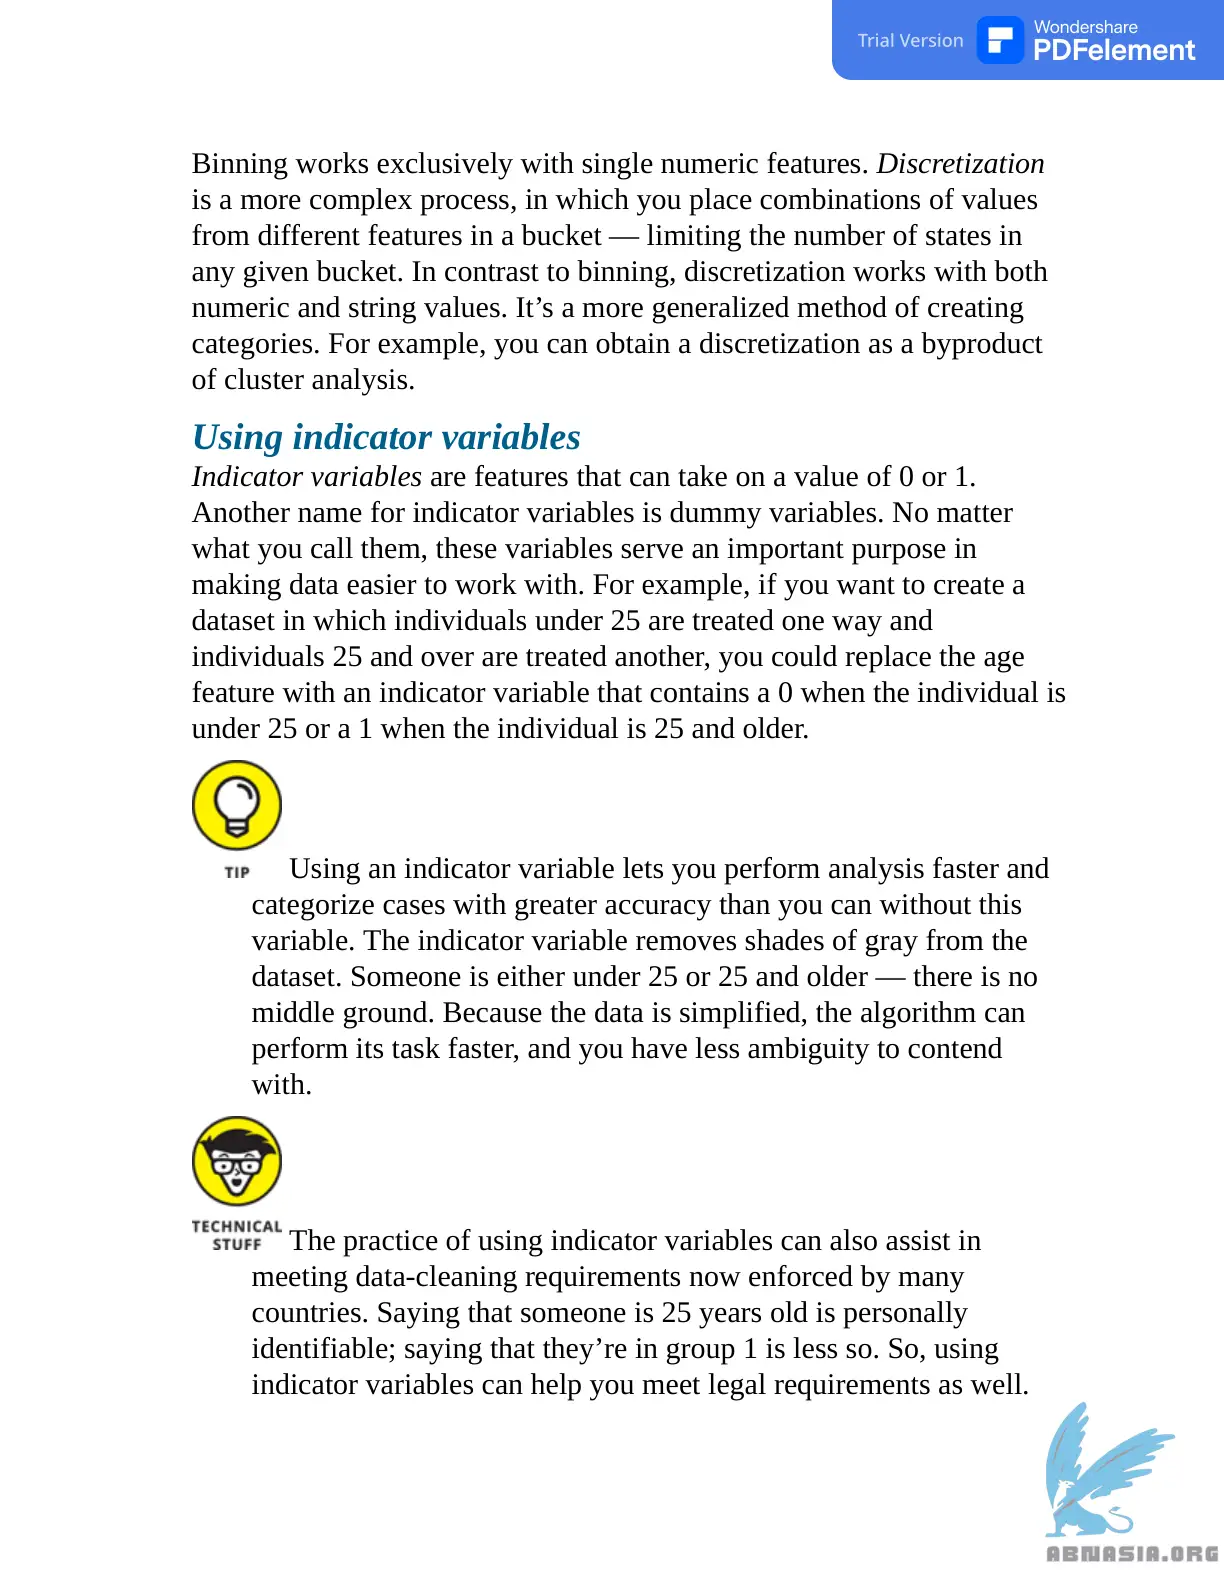 Trial Version
Wondershare
PDFelement
Binning works exclusively with single numeric features. Discretization
is a more complex process, in which you place combinations of values
from different features in a bucket — limiting the number of states in
any given bucket. In contrast to binning, discretization works with both
numeric and string values. It’s a more generalized method of creating
categories. For example, you can obtain a discretization as a byproduct
of cluster analysis.
Using indicator variables
Indicator variables are features that can take on a value of 0 or 1.
Another name for indicator variables is dummy variables. No matter
what you call them, these variables serve an important purpose in
making data easier to work with. For example, if you want to create a
dataset in which individuals under 25 are treated one way and
individuals 25 and over are treated another, you could replace the age
feature with an indicator variable that contains a 0 when the individual is
under 25 or a 1 when the individual is 25 and older.
TIP Using an indicator variable lets you perform analysis faster and
categorize cases with greater accuracy than you can without this
variable. The indicator variable removes shades of gray from the
dataset. Someone is either under 25 or 25 and older — there is no
middle ground. Because the data is simplified, the algorithm can
perform its task faster, and you have less ambiguity to contend
with.
TECHNICAL
STUFF The practice of using indicator variables can also assist in
meeting data-cleaning requirements now enforced by many
countries. Saying that someone is 25 years old is personally
identifiable; saying that they’re in group 1 is less so. So, using
indicator variables can help you meet legal requirements as well.
ABNASIA.ORG